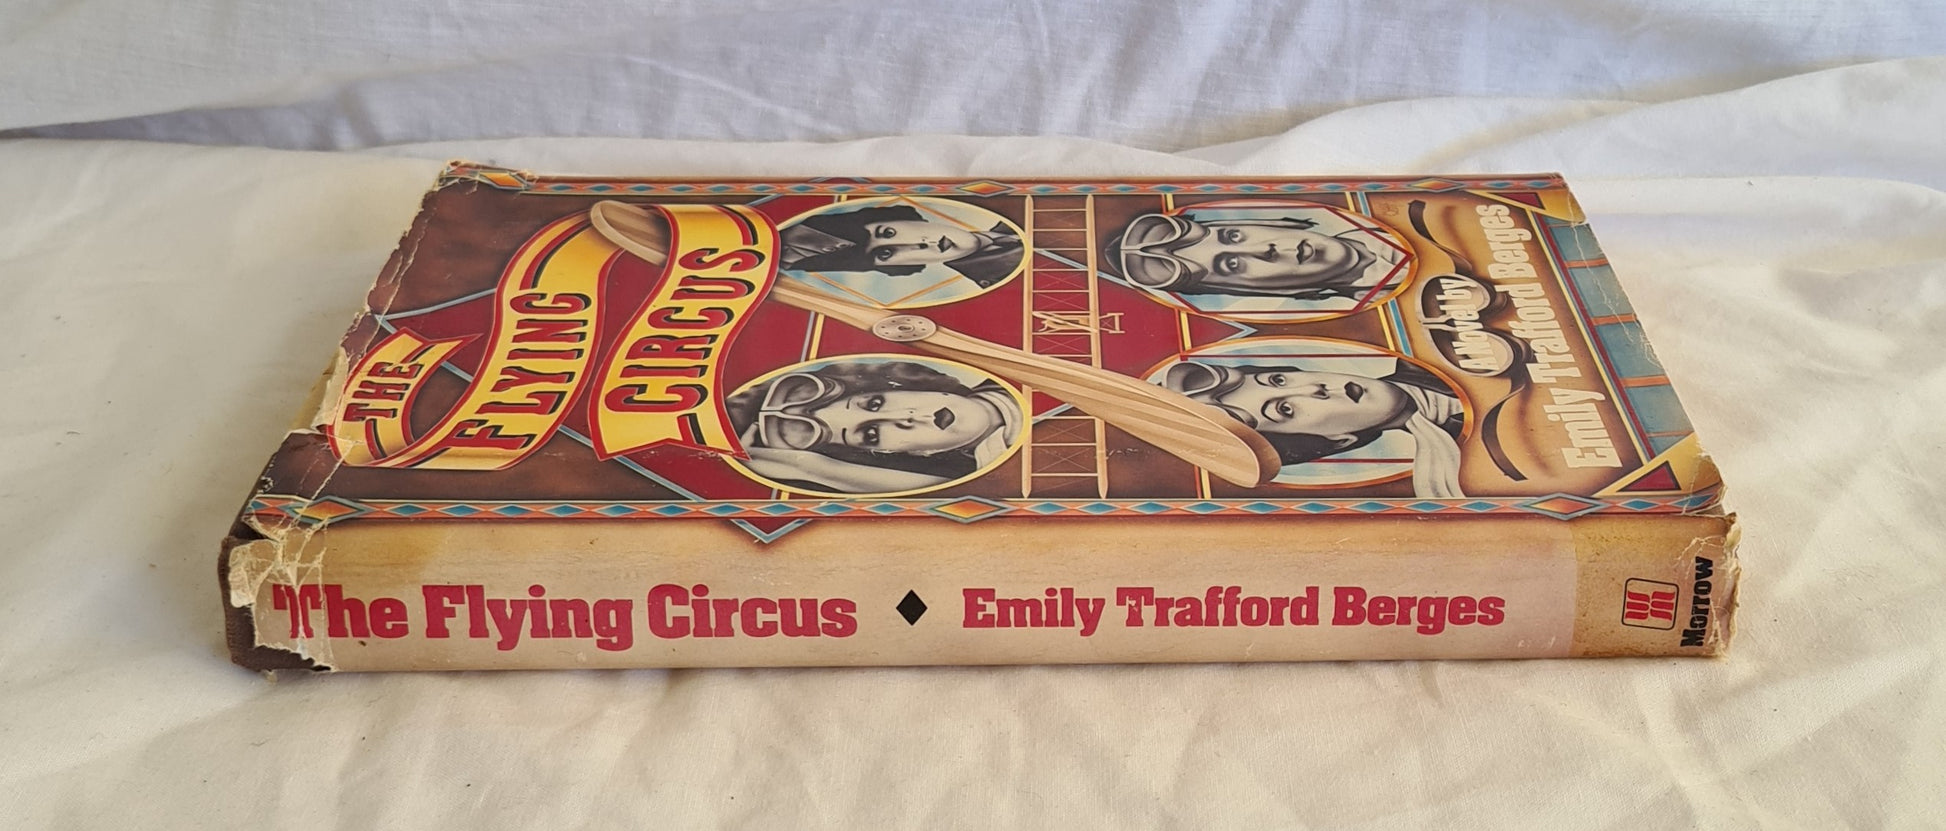 THE
FLYING
CIRCUS
A Novel by
Emily Trafford Berges
The Flying Circus ♦ Emily Trafford Berges
Morrow